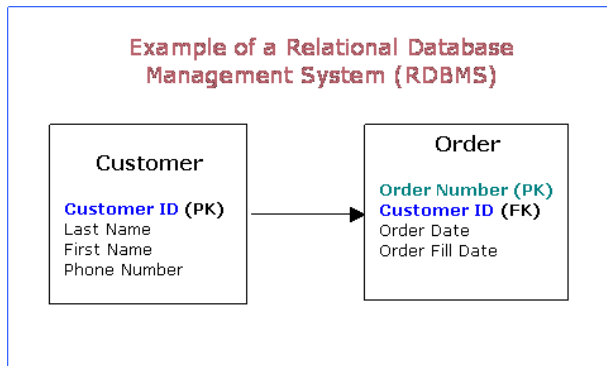 Example of a Relational Database
Management System (RDBMS)
Customer
Customer ID (PK)
Last Name
First Name
Phone Number
Order
Order Number (PK)
Customer ID (FK)
Order Date
Order Fill Date